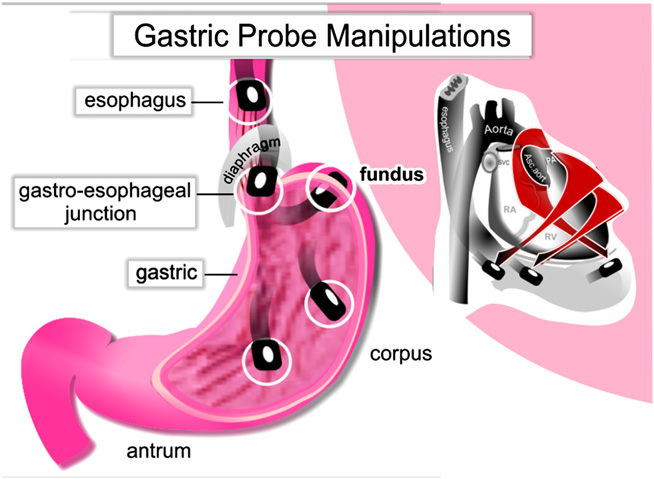 Gastric Probe Manipulations
esophagus
diaphragm
gastro-esophageal
junction
fundus
gastric
corpus
antrum
esophagus
Aorta
SVC
Asc aort
PA
RA
RV